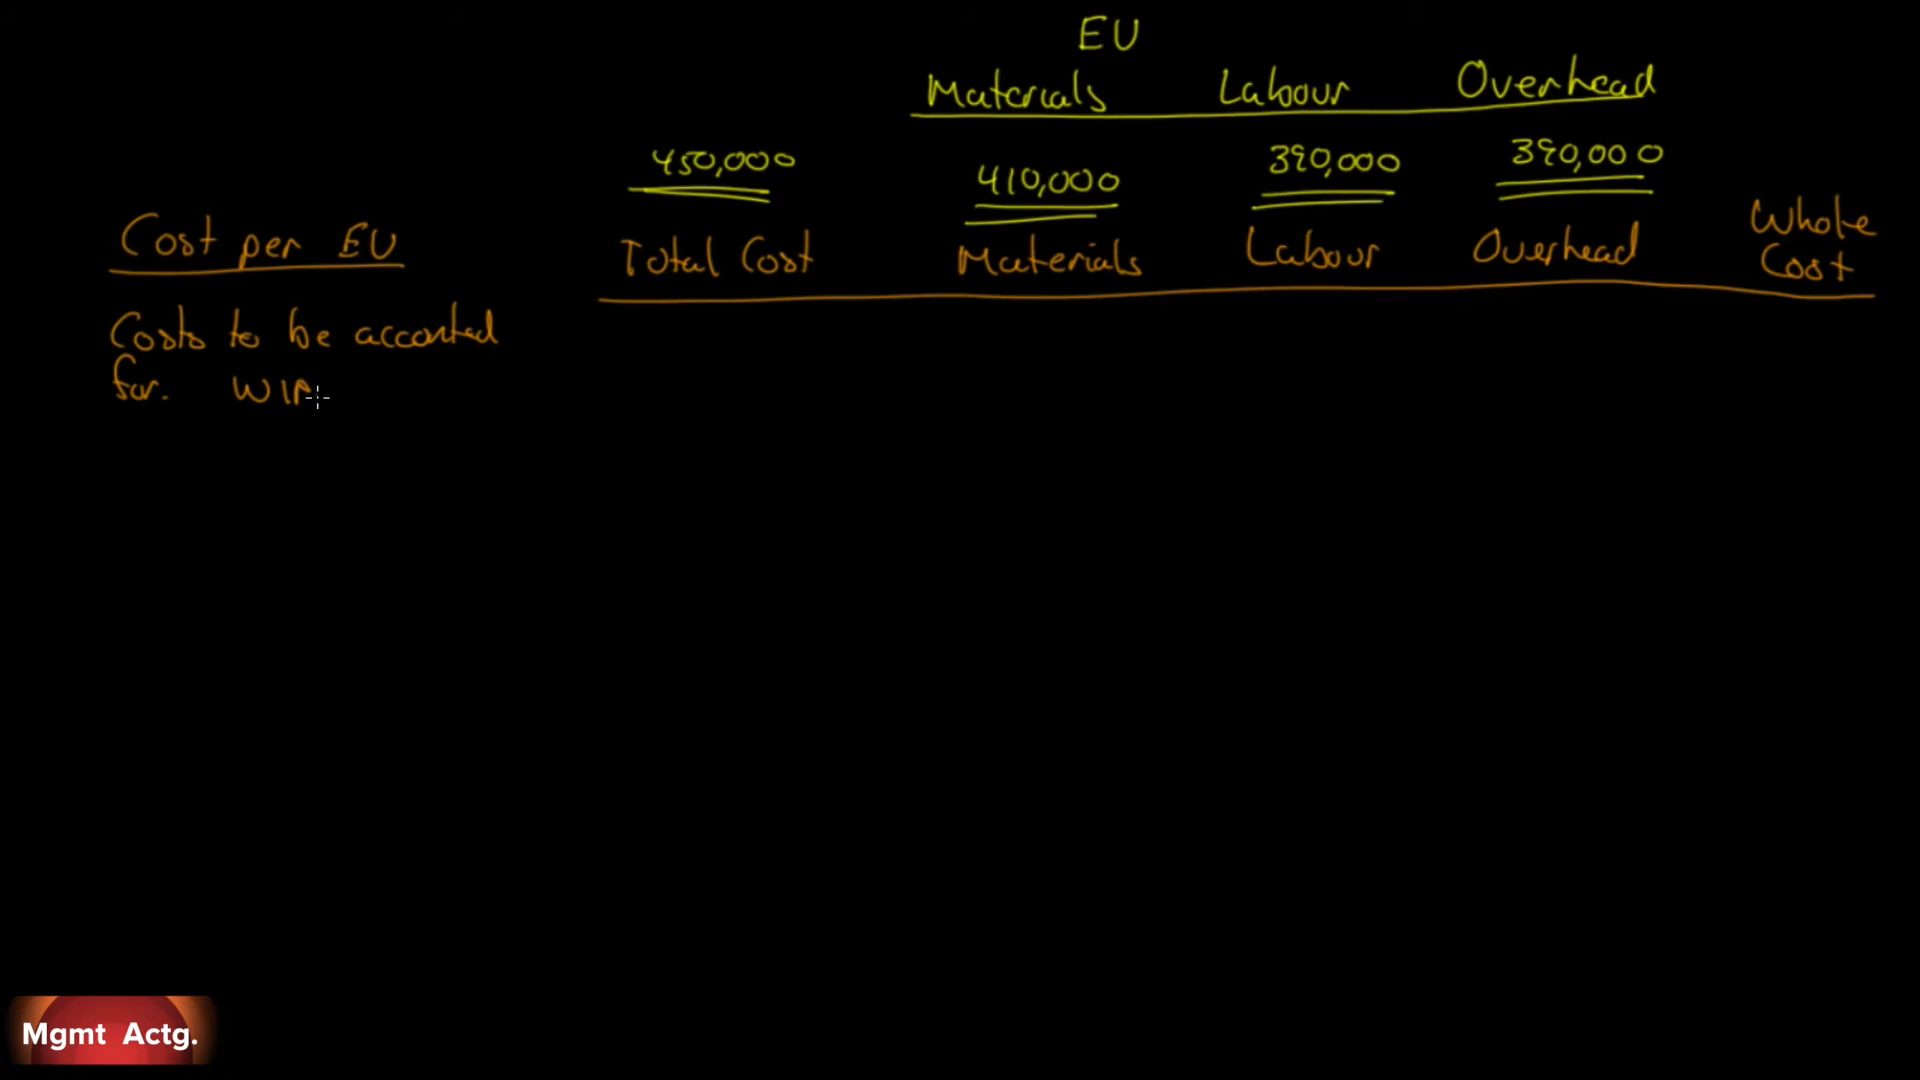 EU
Materials Labour Overhead
450,000 410,000 390,000 390,000
Cost per EU Total Cost Materials Labour Overhead Whole Cost
Costs to be accounted
for. WIP
Mgmt Actg.